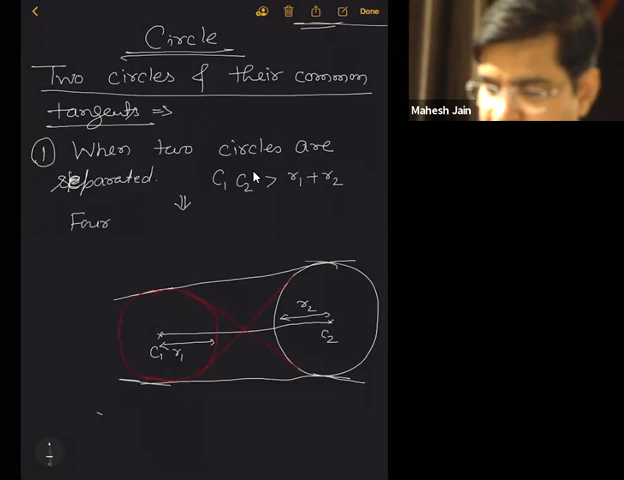 Done
Circle
Two circles & their common
tangents ⇒
① When two circles are
separated. C₁ C₂ > r₁ + r₂
⇓
Four
r₂
C₂
C₁ r₁
Mahesh Jain